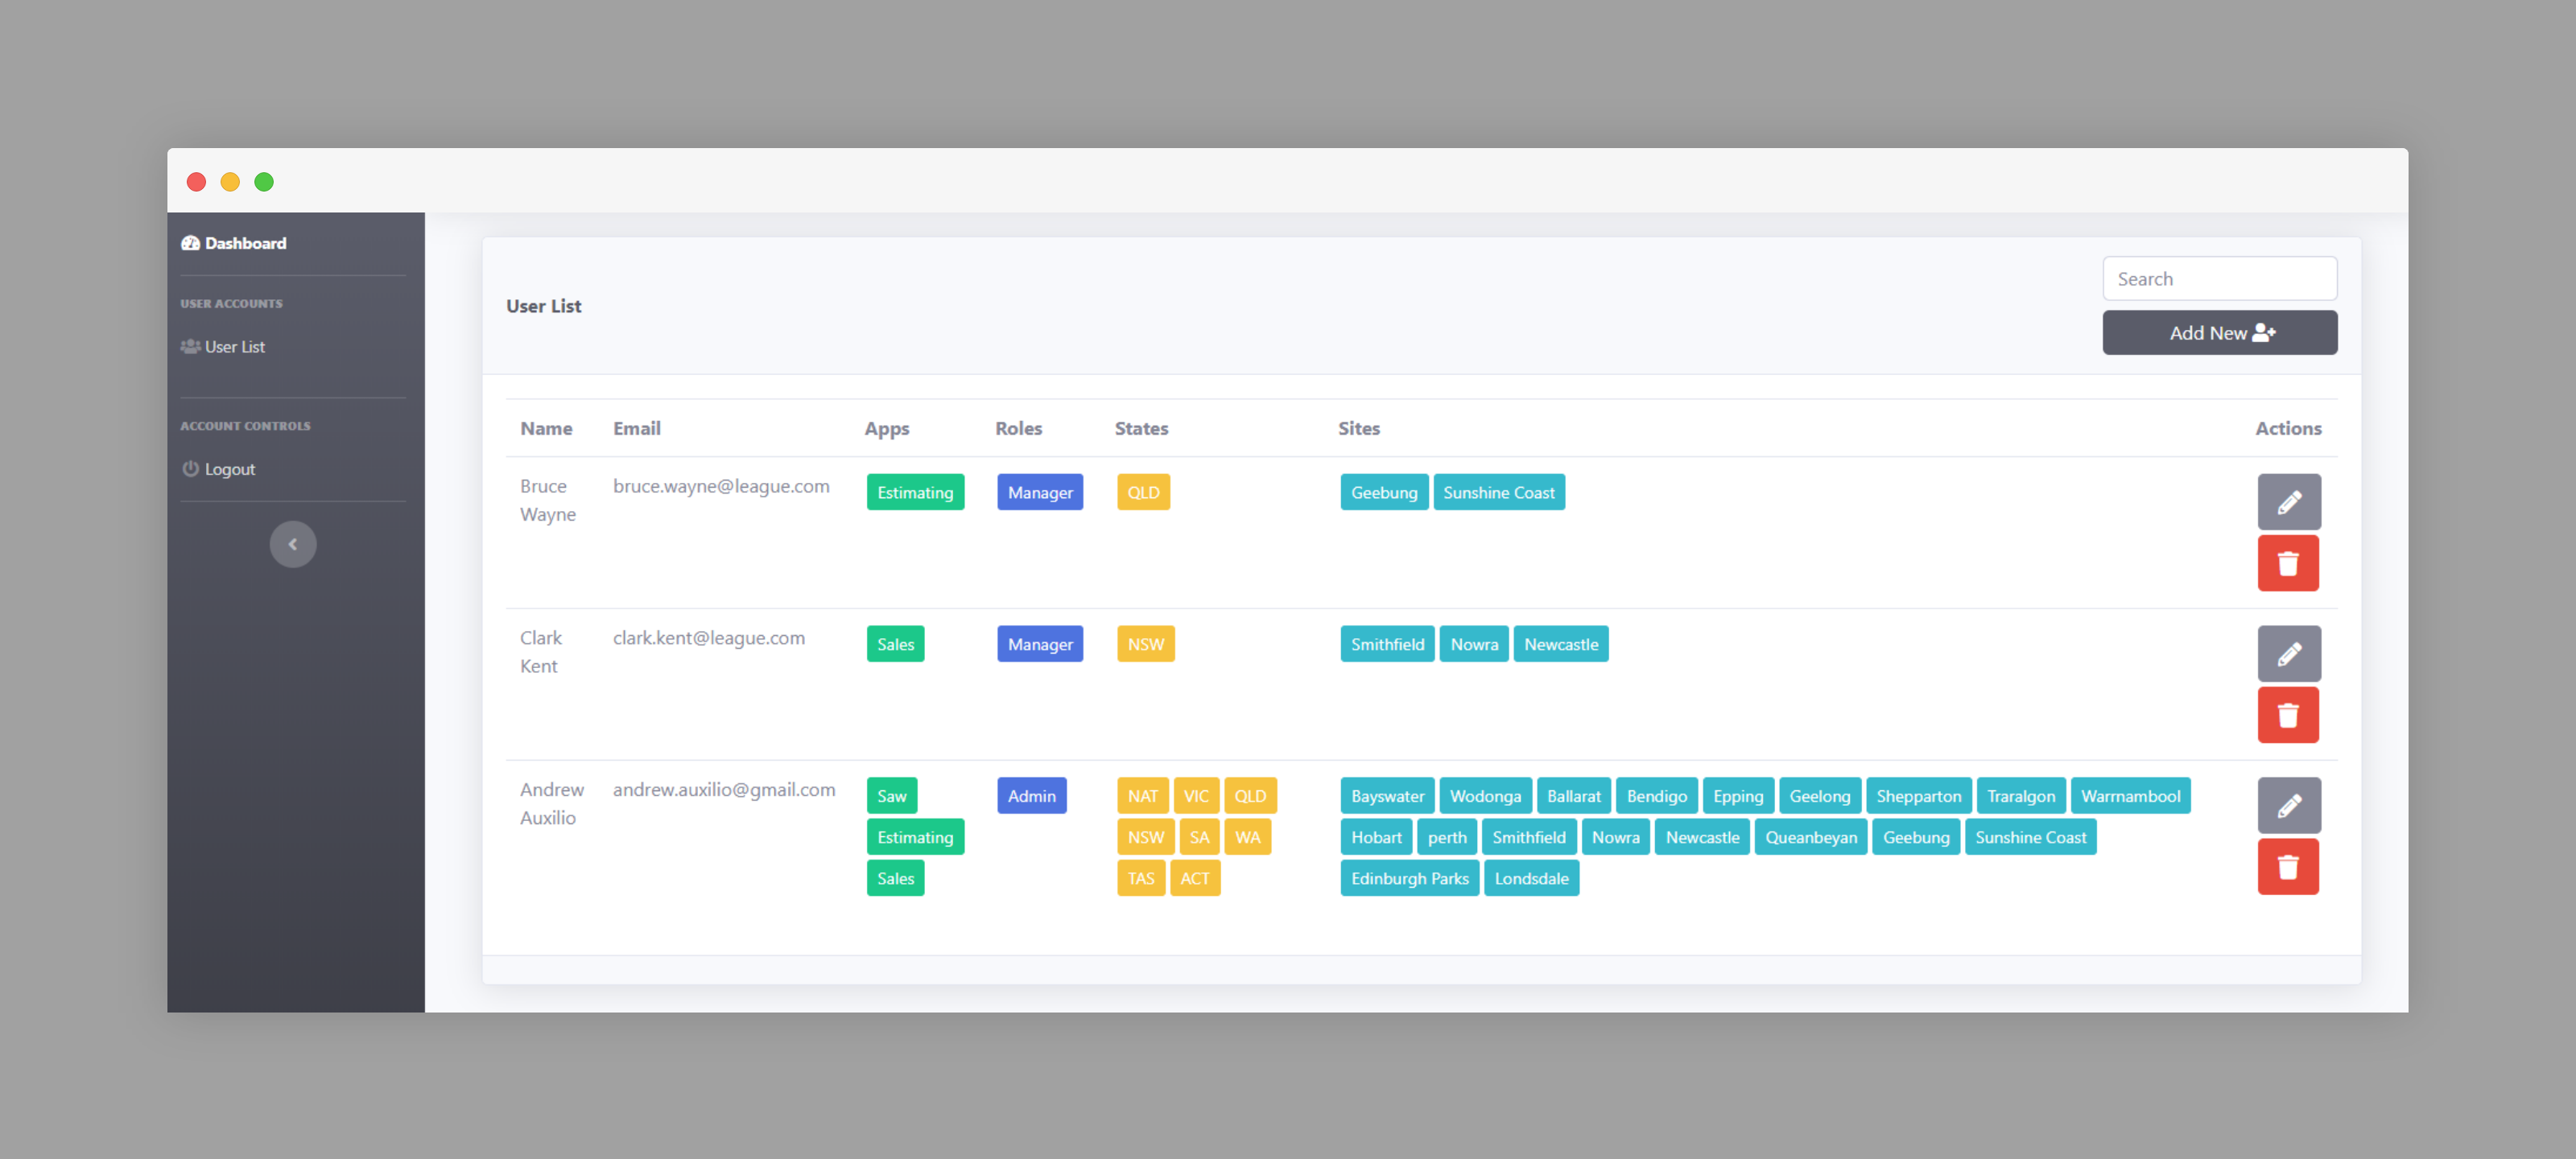 Dashboard
USER ACCOUNTS
User List
ACCOUNT CONTROLS
Logout
User List
Search
Add New
Name Email Apps Roles States Sites Actions
Bruce Wayne bruce.wayne@league.com Estimating Manager QLD Geebung Sunshine Coast
Clark Kent clark.kent@league.com Sales Manager NSW Smithfield Nowra Newcastle
Andrew andrew.auxilio@gmail.com Saw Admin NAT VIC QLD Bayswater Wodonga Ballarat Bendigo Epping Geelong Shepparton Traralgon Warrnambool
Auxilio Estimating NSW SA WA Hobart perth Smithfield Nowra Newcastle Queanbeyan Geebung Sunshine Coast
Sales TAS ACT Edinburgh Parks Londsdale